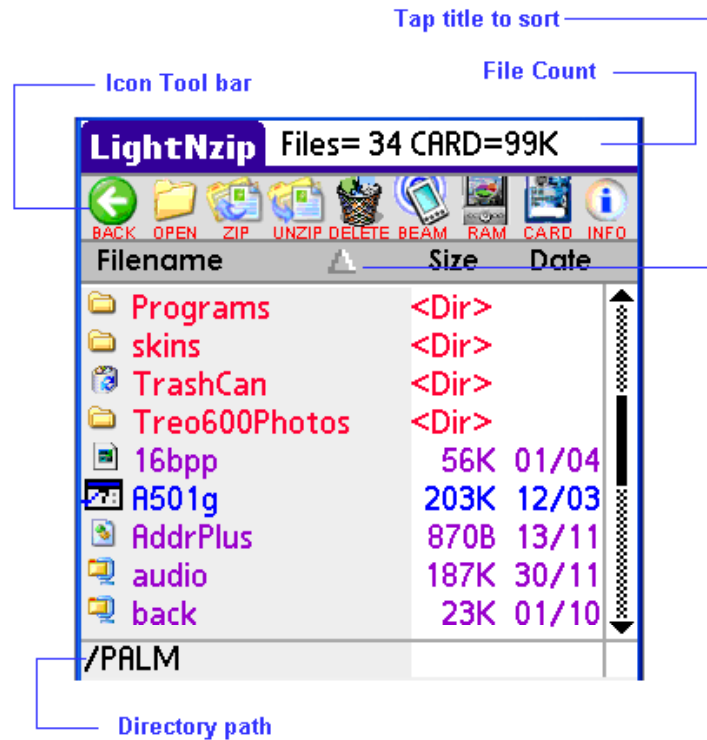 Tap title to sort
File Count
Icon Tool bar
LightNzip Files= 34 CARD=99K
BACK OPEN ZIP UNZIP DELETE BEAM RAM CARD INFO
Filename Size Date
Programs <Dir>
skins <Dir>
TrashCan <Dir>
Treo600Photos <Dir>
16bpp 56K 01/04
A501g 203K 12/03
AddrPlus 870B 13/11
audio 187K 30/11
back 23K 01/10
/PALM
Directory path